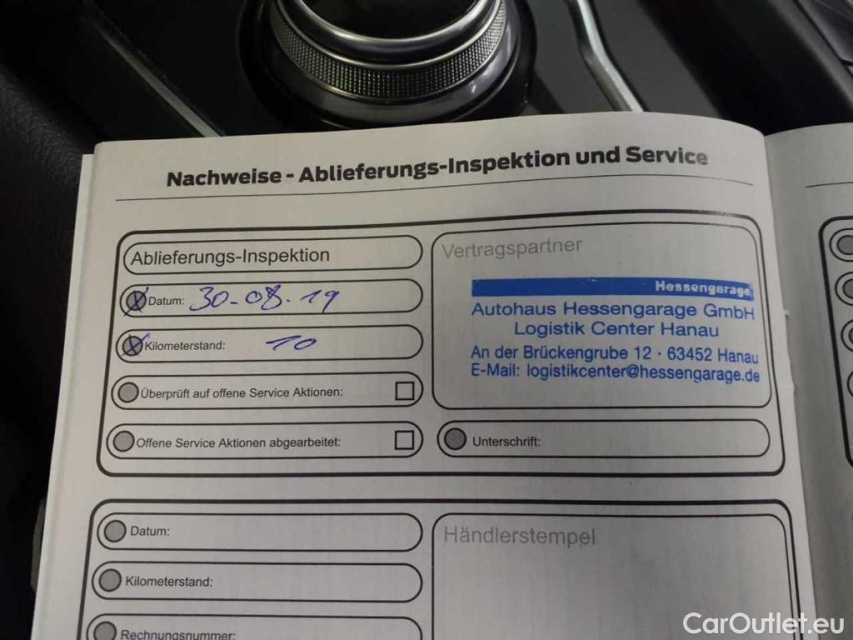 Nachweise - Ablieferungs-Inspektion und Service
Ablieferungs-Inspektion
Datum: 30-08.19
Kilometerstand: 10
Überprüft auf offene Service Aktionen:
Offene Service Aktionen abgearbeitet:
Vertragspartner
Hessengarage
Autohaus Hessengarage GmbH
Logistik Center Hanau
An der Brückengrube 12 · 63452 Hanau
E-Mail: logistikcenter@hessengarage.de
Unterschrift:
Datum:
Kilometerstand:
Rechnungsnummer:
Händlerstempel
CarOutlet.eu